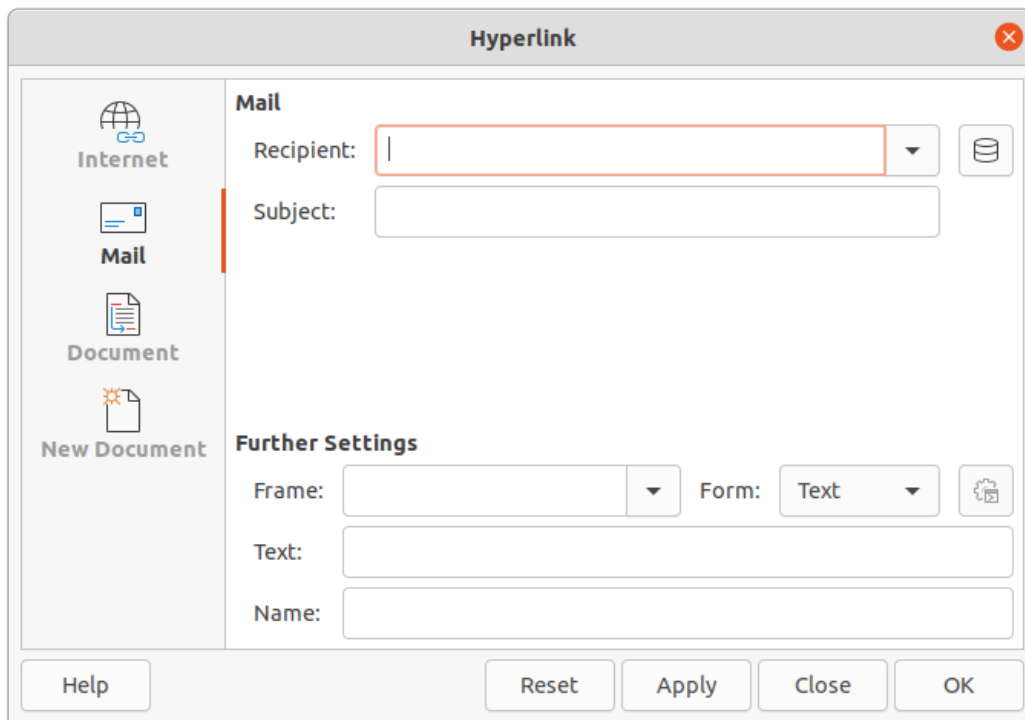 Hyperlink
Internet
Mail
Document
New Document
Mail
Recipient:
Subject:
Further Settings
Frame:
Form: Text
Text:
Name:
Help Reset Apply Close OK